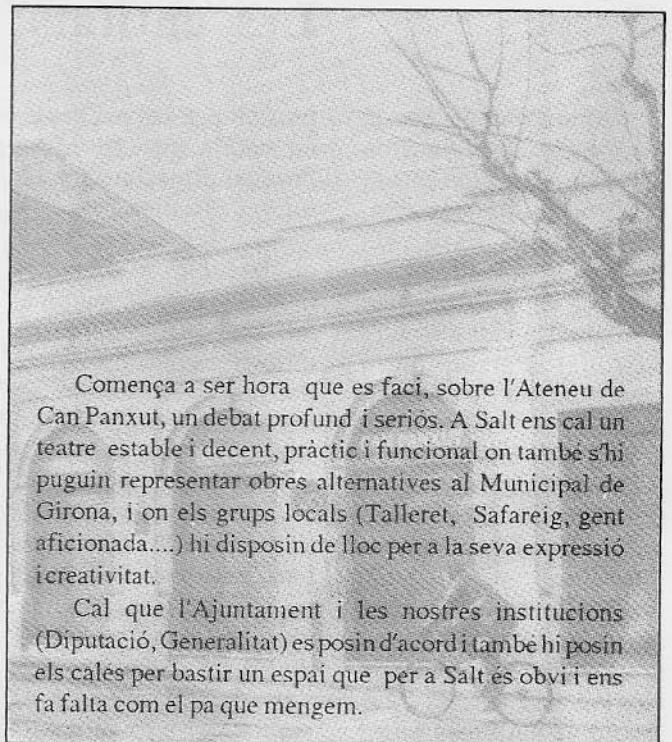 Comença a ser hora que es faci, sobre l'Ateneu de
Can Panxut, un debat profund i seriós. A Salt ens cal un
teatre estable i decent, pràctic i funcional on també s'hi
puguin representar obres alternatives al Municipal de
Girona, i on els grups locals (Talleret, Safareig, gent
aficionada....) hi disposin de lloc per a la seva expressió
i creativitat.
Cal que l'Ajuntament i les nostres institucions
(Diputació, Generalitat) es posin d'acord i també hi posin
els calés per bastir un espai que per a Salt és obvi i ens
fa falta com el pa que mengem.